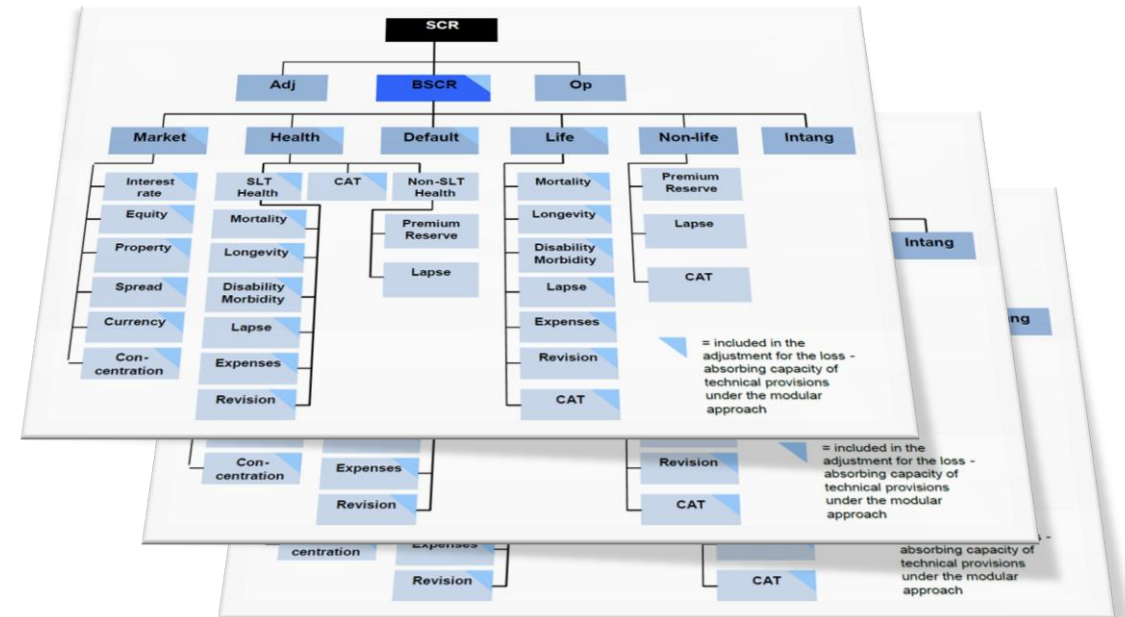 SCR
Adj
BSCR
Op
Market
Health
Default
Life
Non-life
Intang
Interest
rate
Equity
Property
Spread
Currency
Con-
centration
SLT
Health
Mortality
Longevity
Disability
Morbidity
Lapse
Expenses
Revision
CAT
Non-SLT
Health
Premium
Reserve
Lapse
Mortality
Longevity
Disability
Morbidity
Lapse
Expenses
Revision
CAT
Premium
Reserve
Lapse
CAT
= included in the
adjustment for the loss -
absorbing capacity of
technical provisions
under the modular
approach
Intang
Con-
centration
Expenses
Revision
Revision
CAT
= included in the
adjustment for the loss -
absorbing capacity of
technical provisions
under the modular
approach
ng
centration
Expenses
Revision
CAT
absorbing capacity of
technical provisions
under the modular
approach